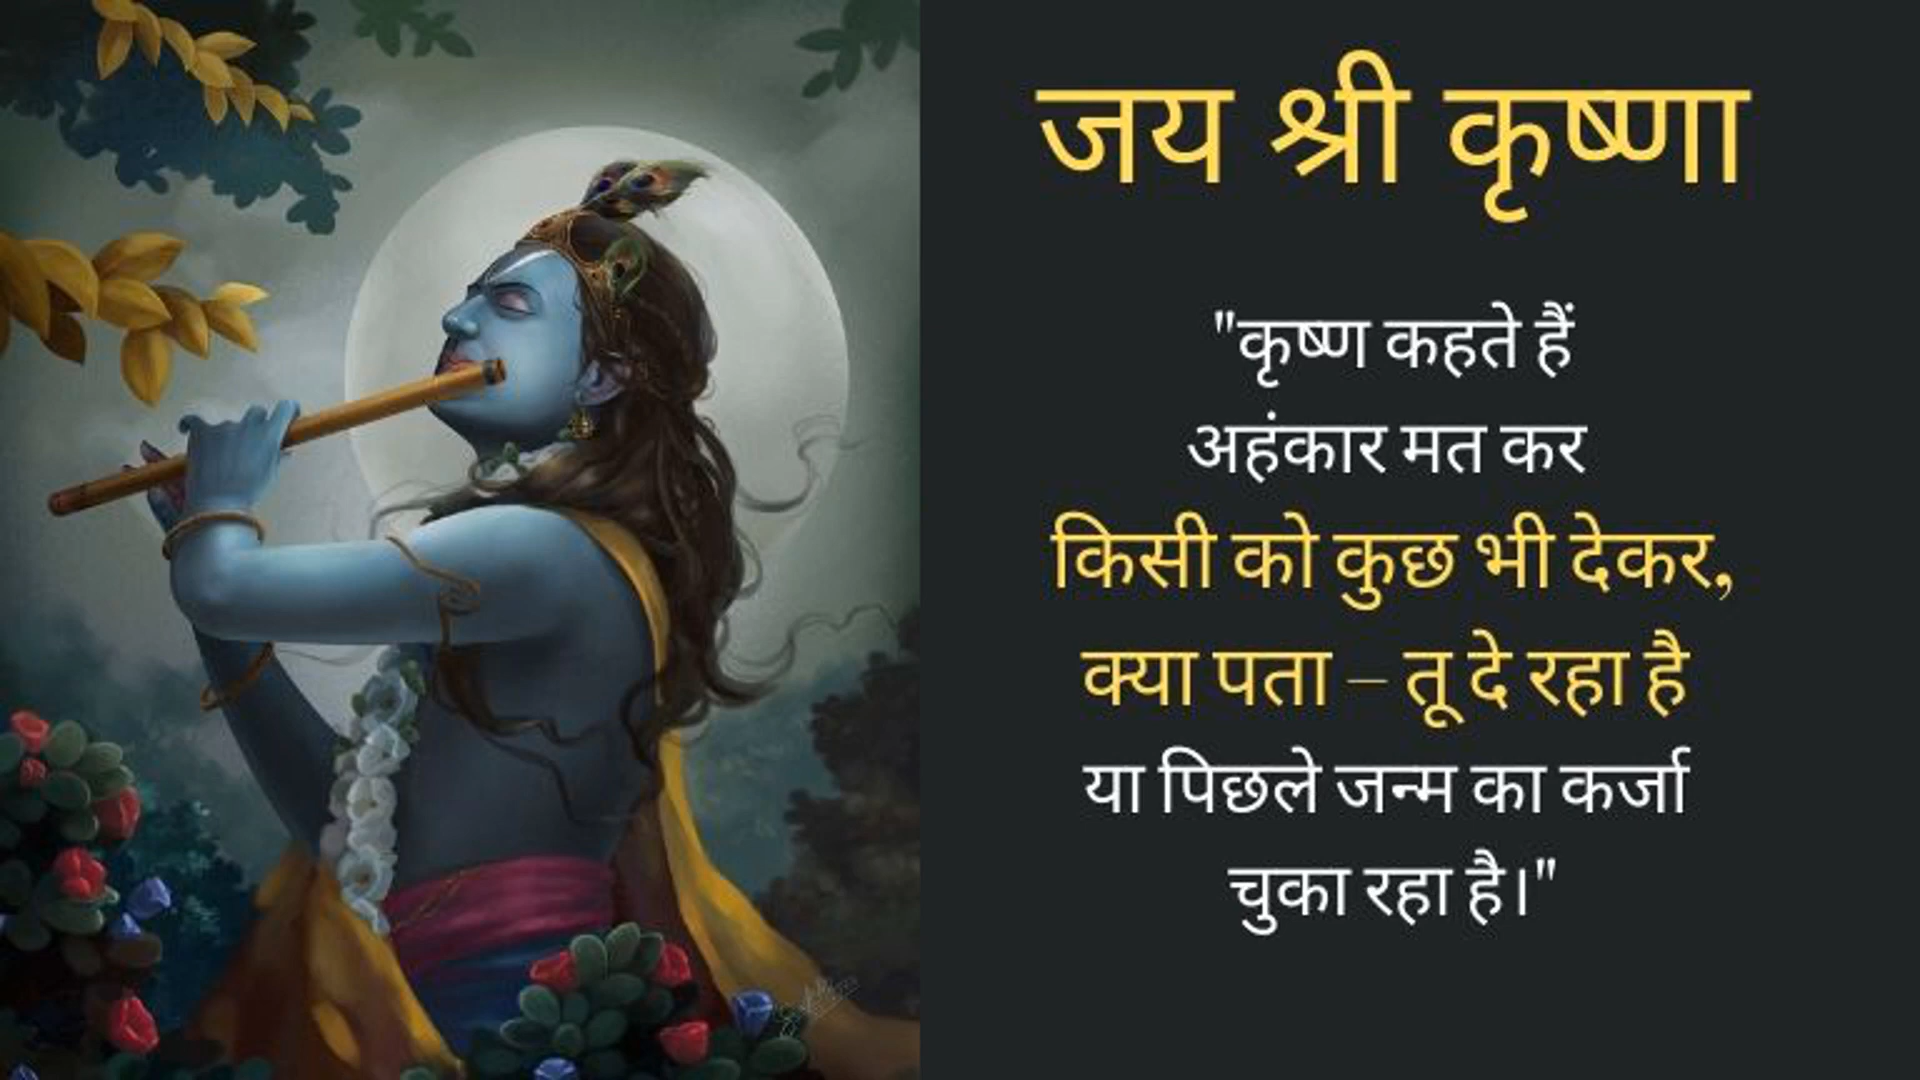 जय श्री कृष्णा
"कृष्ण कहते हैं
अहंकार मत कर
किसी को कुछ भी देकर,
क्या पता – तू दे रहा है
या पिछले जन्म का कर्जा
चुका रहा है।"